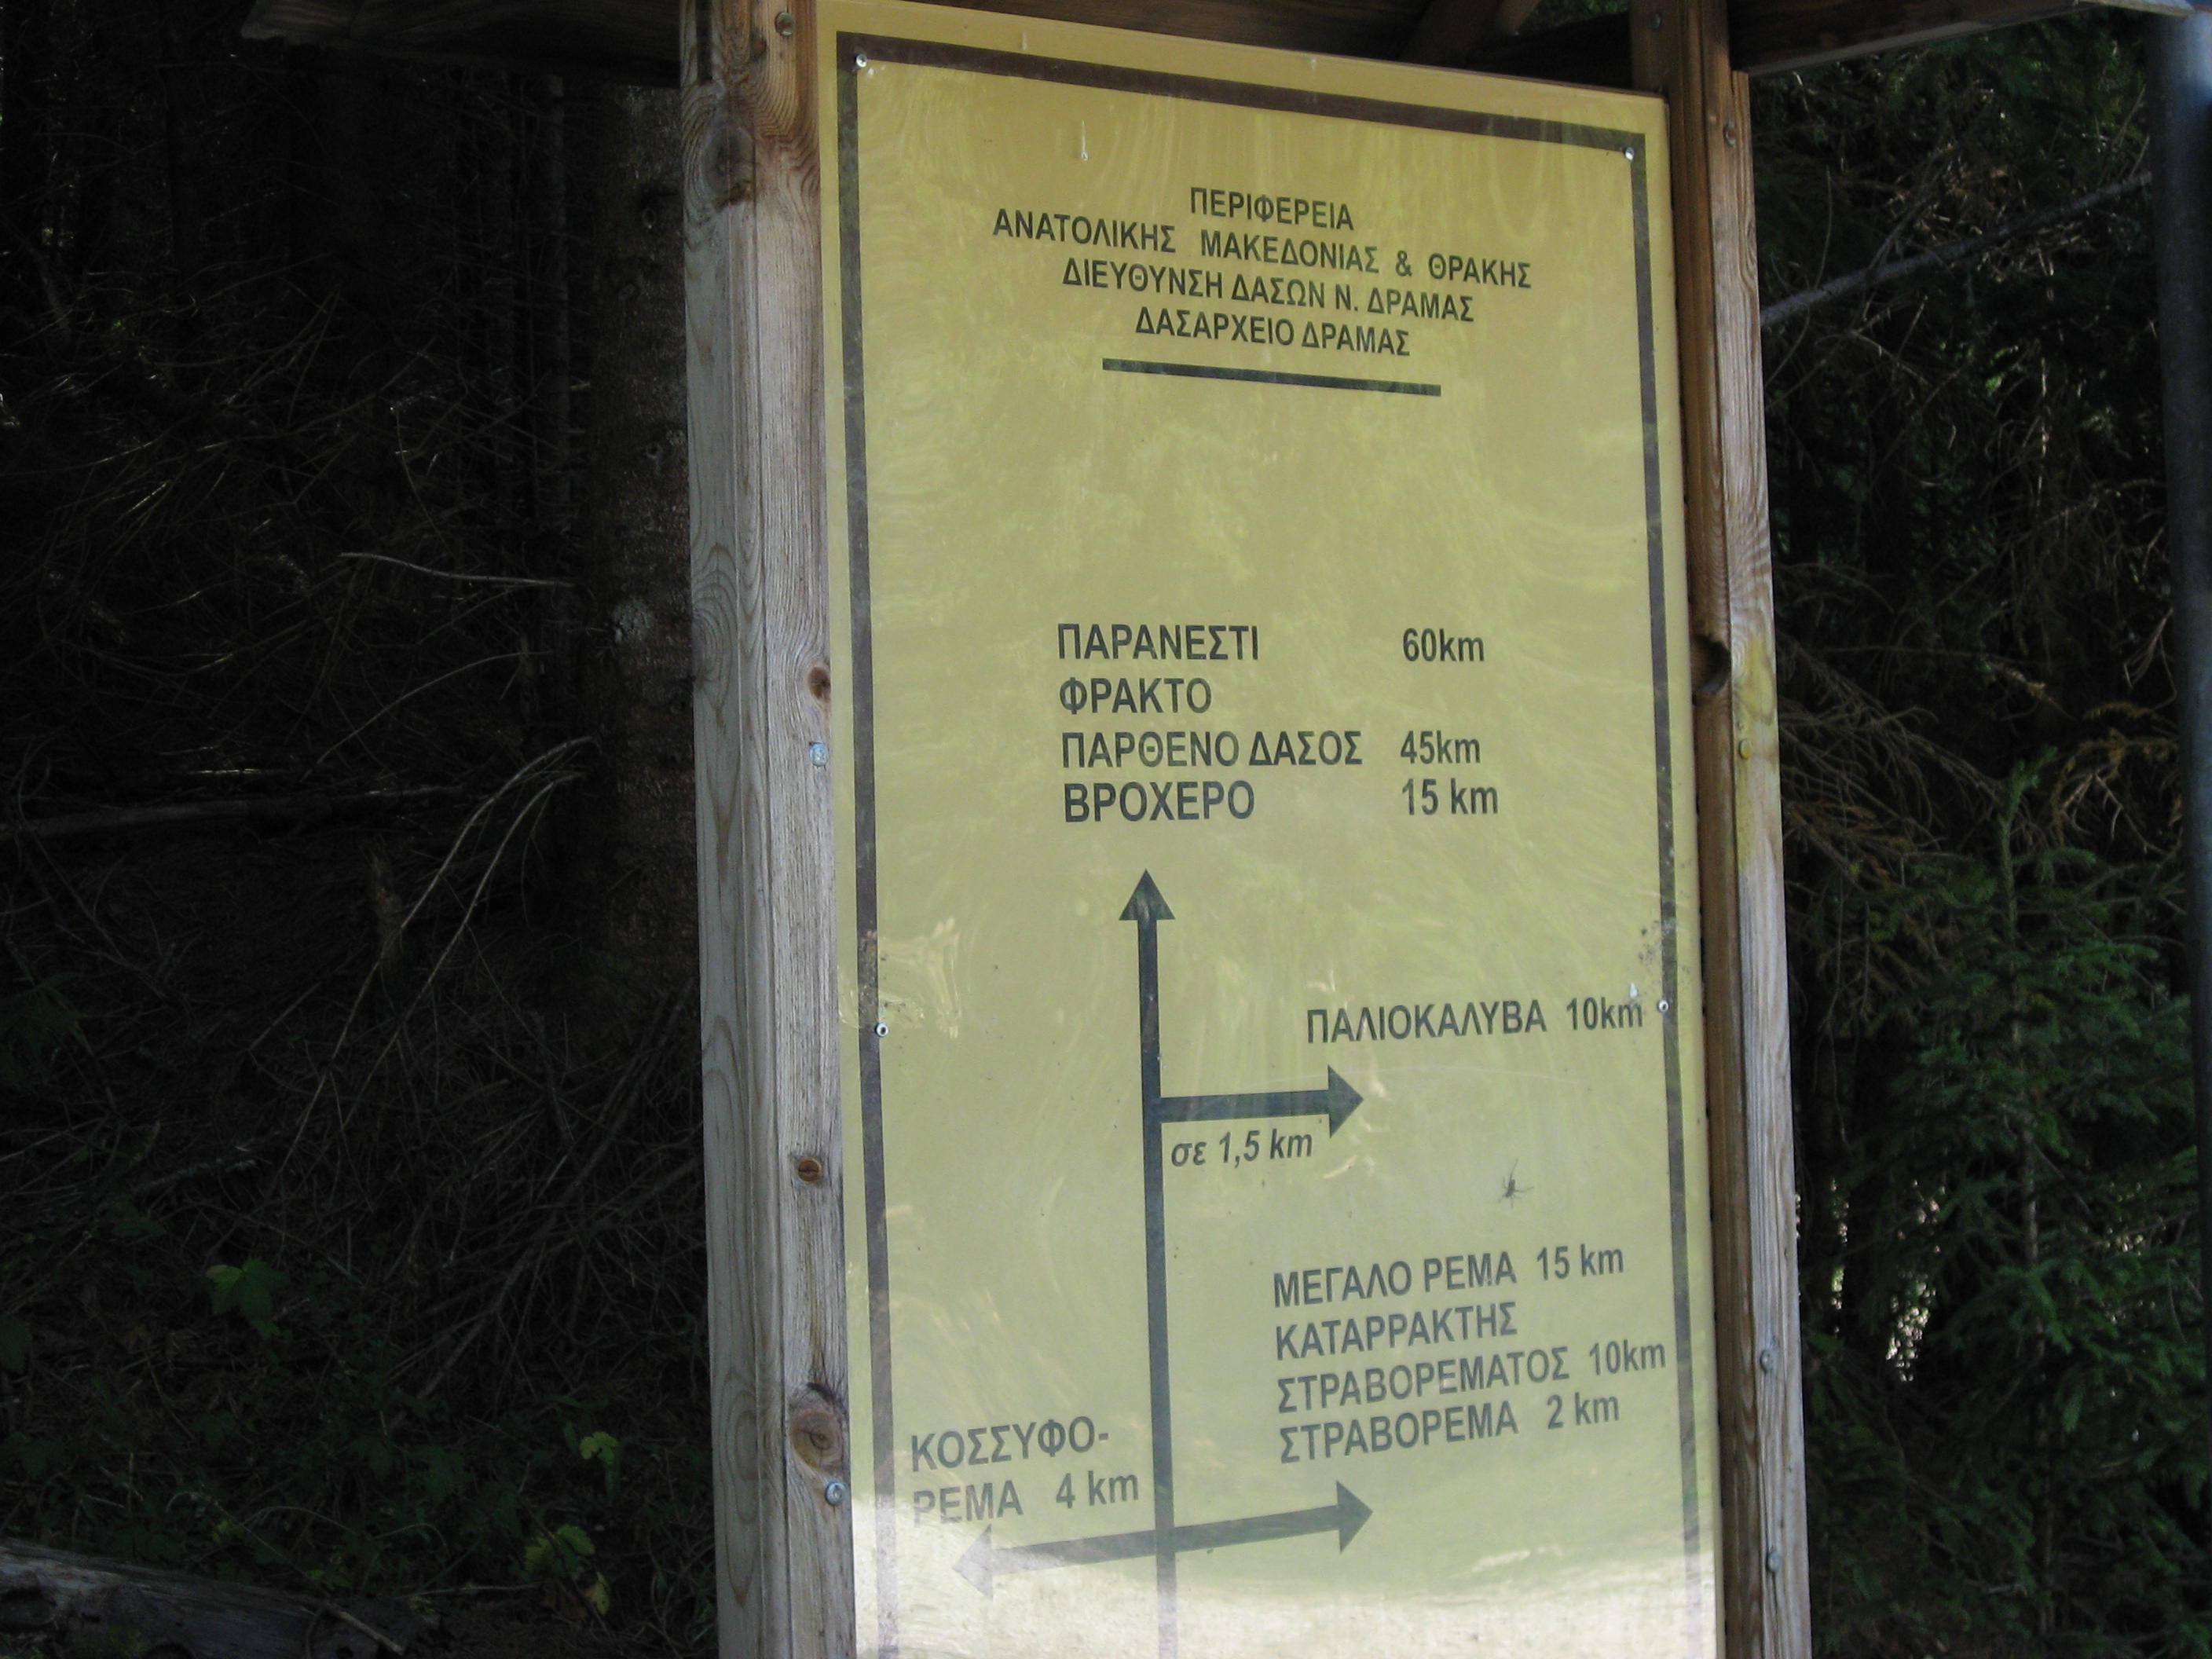 ΠΕΡΙΦΕΡΕΙΑ
ΑΝΑΤΟΛΙΚΗΣ ΜΑΚΕΔΟΝΙΑΣ & ΘΡΑΚΗΣ
ΔΙΕΥΘΥΝΣΗ ΔΑΣΩΝ Ν. ΔΡΑΜΑΣ
ΔΑΣΑΡΧΕΙΟ ΔΡΑΜΑΣ
ΠΑΡΑΝΕΣΤΙ 60km
ΦΡΑΚΤΟ
ΠΑΡΘΕΝΟ ΔΑΣΟΣ 45km
ΒΡΟΧΕΡΟ 15 km
ΠΑΛΙΟΚΑΛΥΒΑ 10km
σε 1,5 km
ΜΕΓΑΛΟ ΡΕΜΑ 15 km
ΚΑΤΑΡΡΑΚΤΗΣ
ΣΤΡΑΒΟΡΕΜΑΤΟΣ 10km
ΣΤΡΑΒΟΡΕΜΑ 2 km
ΚΟΣΣΥΦΟ-
ΡΕΜΑ 4 km